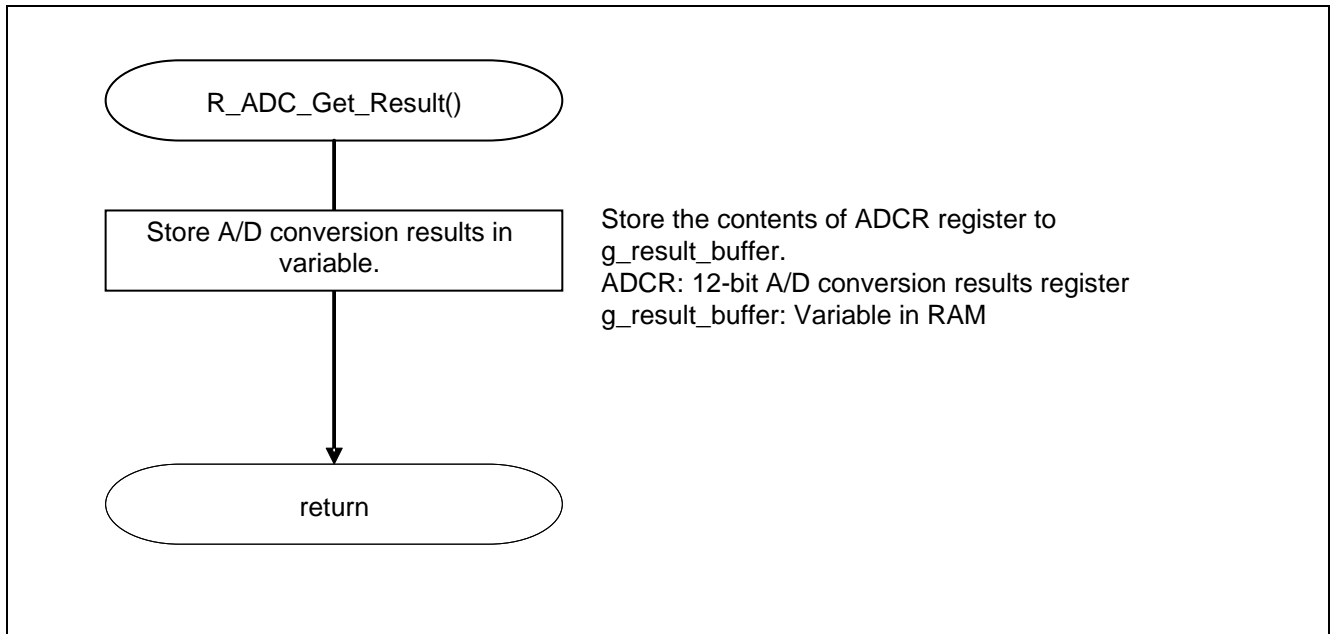 R_ADC_Get_Result()
Store A/D conversion results in
variable.
Store the contents of ADCR register to
g_result_buffer.
ADCR: 12-bit A/D conversion results register
g_result_buffer: Variable in RAM
return